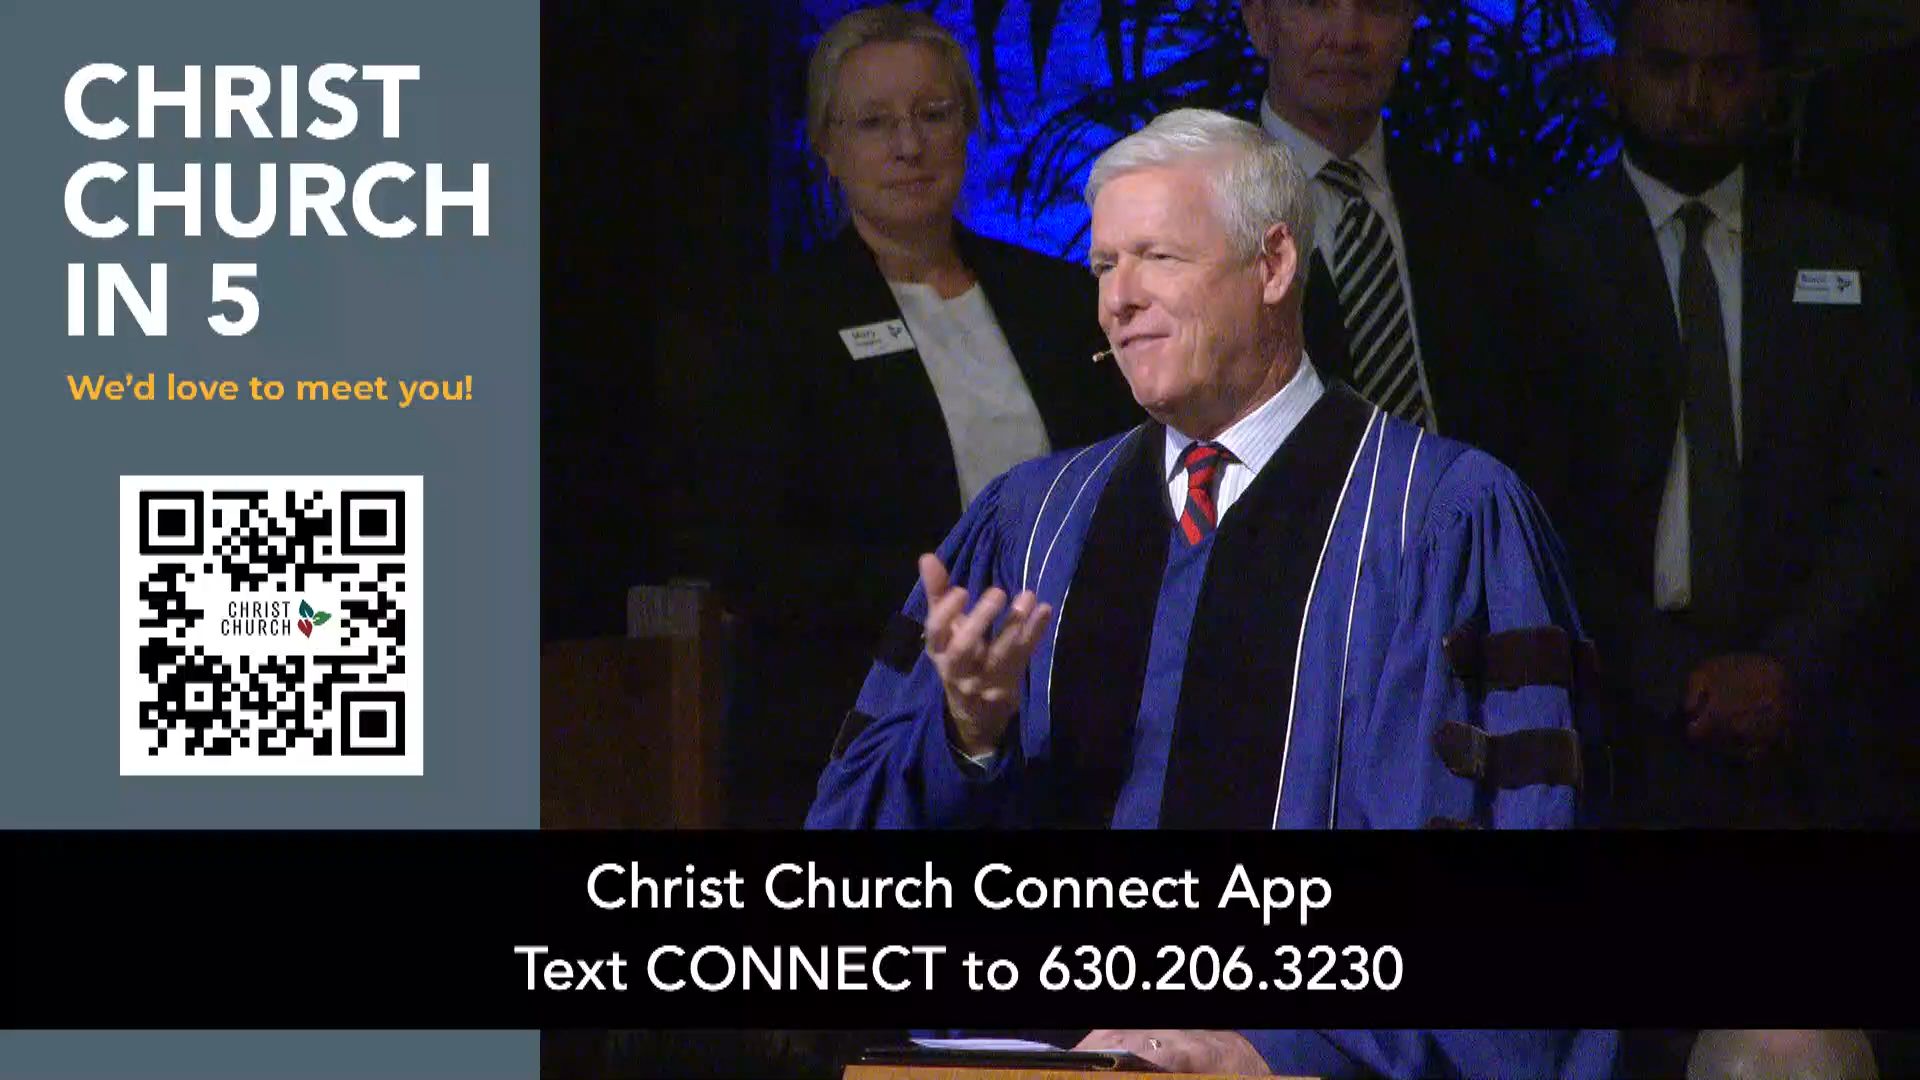 CHRIST
CHURCH
IN 5
We'd love to meet you!
CHRIST
CHURCH
Mary
Christ Church Connect App
Text CONNECT to 630.206.3230